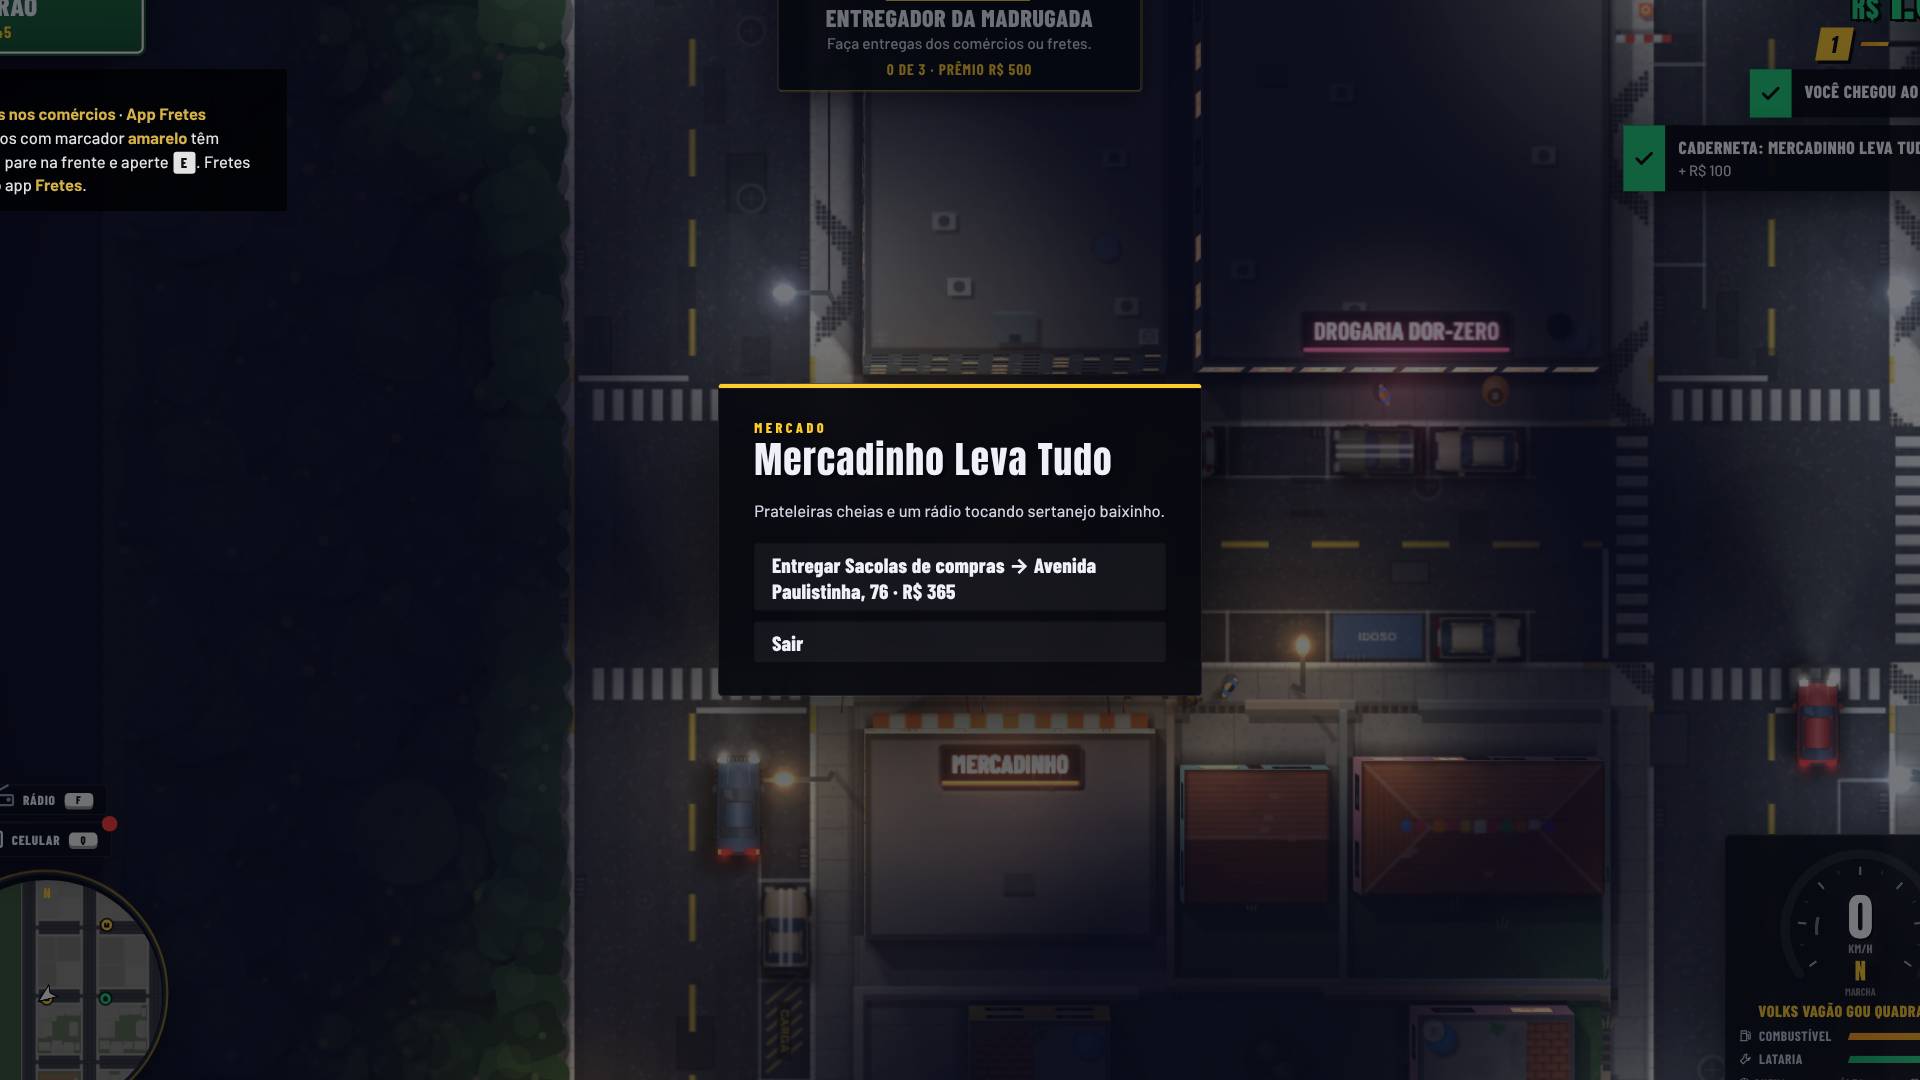 RÃO
ENTREGADOR DA MADRUGADA
Faça entregas dos comércios ou fretes.
0 DE 3 · PRÊMIO R$ 500
R$ 1.
1
VOCÊ CHEGOU AO
CADERNETA: MERCADINHO LEVA TUD
+ R$ 100
s nos comércios · App Fretes
os com marcador amarelo têm
pare na frente e aperte E. Fretes
app Fretes.
DROGARIA DOR-ZERO
MERCADO
Mercadinho Leva Tudo
Prateleiras cheias e um rádio tocando sertanejo baixinho.
Entregar Sacolas de compras → Avenida
Paulistinha, 76 · R$ 365
Sair
IDOSO
MERCADINHO
RÁDIO F
CELULAR Q
N
M
CARGA
0
KM/H
N
MARCHA
VOLKS VAGÃO GOU QUADRA
COMBUSTÍVEL
LATARIA